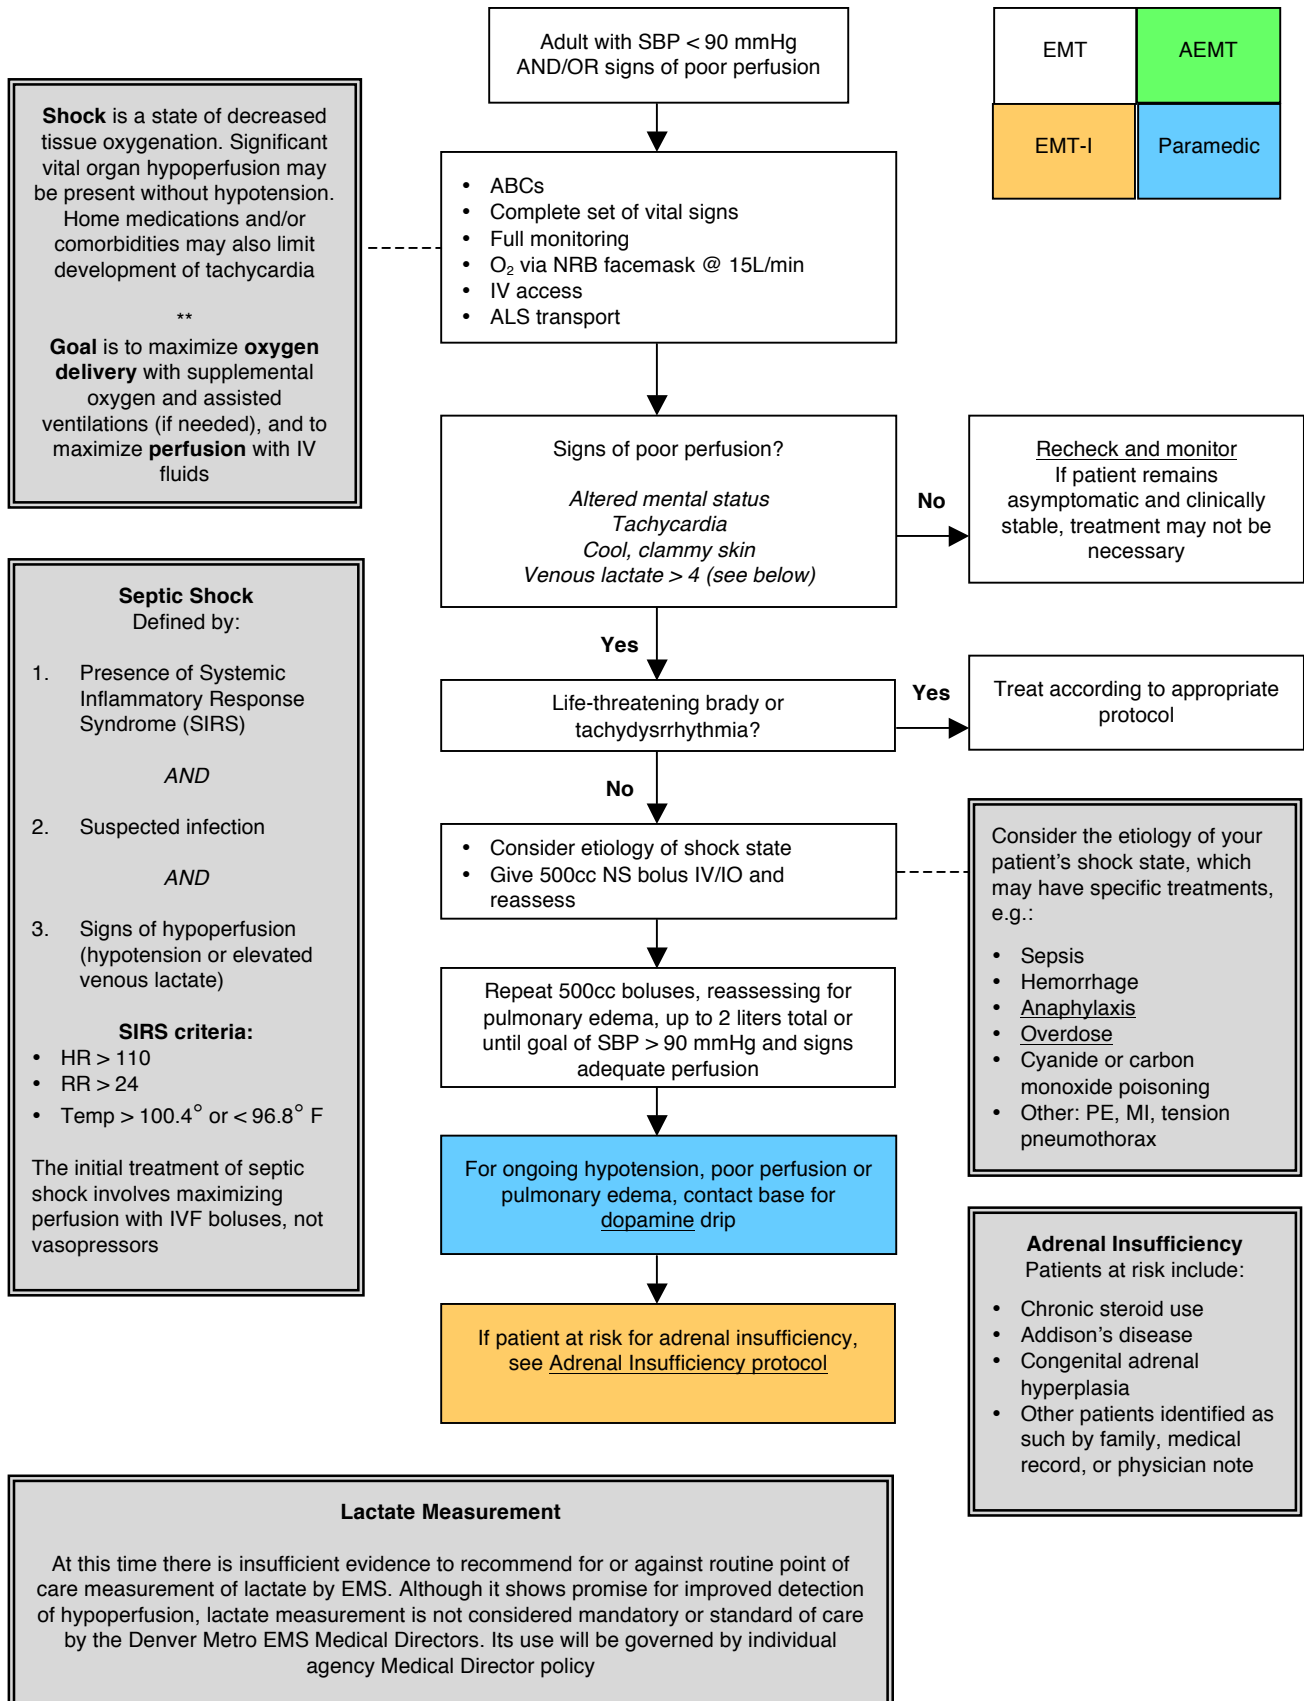 Adult with SBP < 90 mmHg
AND/OR signs of poor perfusion
EMT
AEMT
EMT-I
Paramedic
Shock is a state of decreased
tissue oxygenation. Significant
vital organ hypoperfusion may
be present without hypotension.
Home medications and/or
comorbidities may also limit
development of tachycardia
**
Goal is to maximize oxygen
delivery with supplemental
oxygen and assisted
ventilations (if needed), and to
maximize perfusion with IV
fluids
• ABCs
• Complete set of vital signs
• Full monitoring
• O₂ via NRB facemask @ 15L/min
• IV access
• ALS transport
Signs of poor perfusion?
Altered mental status
Tachycardia
Cool, clammy skin
Venous lactate > 4 (see below)
No
Recheck and monitor
If patient remains
asymptomatic and clinically
stable, treatment may not be
necessary
Yes
Life-threatening brady or
tachydysrrhythmia?
Yes
Treat according to appropriate
protocol
No
Septic Shock
Defined by:
1. Presence of Systemic
Inflammatory Response
Syndrome (SIRS)
AND
2. Suspected infection
AND
3. Signs of hypoperfusion
(hypotension or elevated
venous lactate)
SIRS criteria:
• HR > 110
• RR > 24
• Temp > 100.4° or < 96.8° F
The initial treatment of septic
shock involves maximizing
perfusion with IVF boluses, not
vasopressors
• Consider etiology of shock state
• Give 500cc NS bolus IV/IO and
reassess
Consider the etiology of your
patient's shock state, which
may have specific treatments,
e.g.:
• Sepsis
• Hemorrhage
• Anaphylaxis
• Overdose
• Cyanide or carbon
monoxide poisoning
• Other: PE, MI, tension
pneumothorax
Repeat 500cc boluses, reassessing for
pulmonary edema, up to 2 liters total or
until goal of SBP > 90 mmHg and signs
adequate perfusion
For ongoing hypotension, poor perfusion or
pulmonary edema, contact base for
dopamine drip
If patient at risk for adrenal insufficiency,
see Adrenal Insufficiency protocol
Adrenal Insufficiency
Patients at risk include:
• Chronic steroid use
• Addison's disease
• Congenital adrenal
hyperplasia
• Other patients identified as
such by family, medical
record, or physician note
Lactate Measurement
At this time there is insufficient evidence to recommend for or against routine point of
care measurement of lactate by EMS. Although it shows promise for improved detection
of hypoperfusion, lactate measurement is not considered mandatory or standard of care
by the Denver Metro EMS Medical Directors. Its use will be governed by individual
agency Medical Director policy